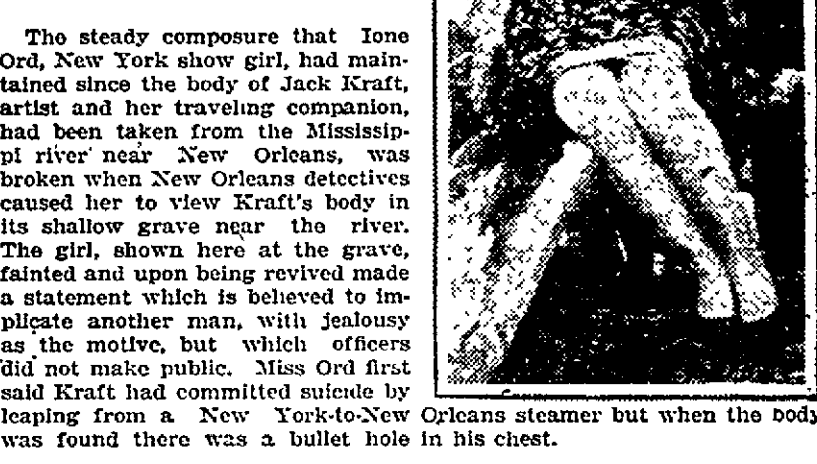 The steady composure that Ione
Ord, New York show girl, had main-
tained since the body of Jack Kraft,
artist and her traveling companion,
had been taken from the Mississip-
pi river near New Orleans, was
broken when New Orleans detectives
caused her to view Kraft's body in
its shallow grave near the river.
The girl, shown here at the grave,
fainted and upon being revived made
a statement which is believed to im-
plicate another man, with jealousy
as the motive, but which officers
did not make public. Miss Ord first
said Kraft had committed suicide by
leaping from a New York-to-New Orleans steamer but when the body
was found there was a bullet hole in his chest.